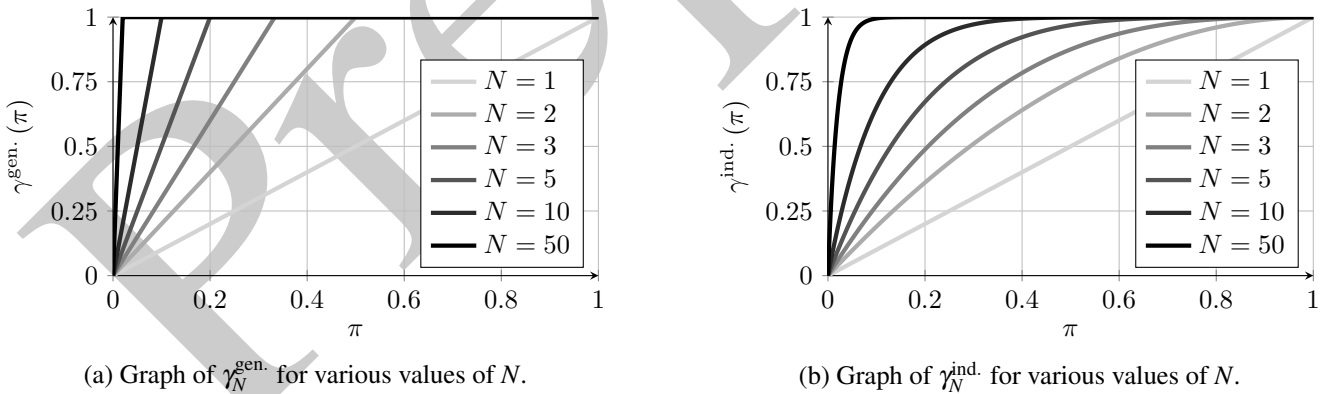 1
0.75
0.5
0.25
0
γ^gen. (π)
N = 1
N = 2
N = 3
N = 5
N = 10
N = 50
0 0.2 0.4 0.6 0.8 1
π
(a) Graph of γ_N^gen. for various values of N.
1
0.75
0.5
0.25
0
γ^ind. (π)
N = 1
N = 2
N = 3
N = 5
N = 10
N = 50
0 0.2 0.4 0.6 0.8 1
π
(b) Graph of γ_N^ind. for various values of N.